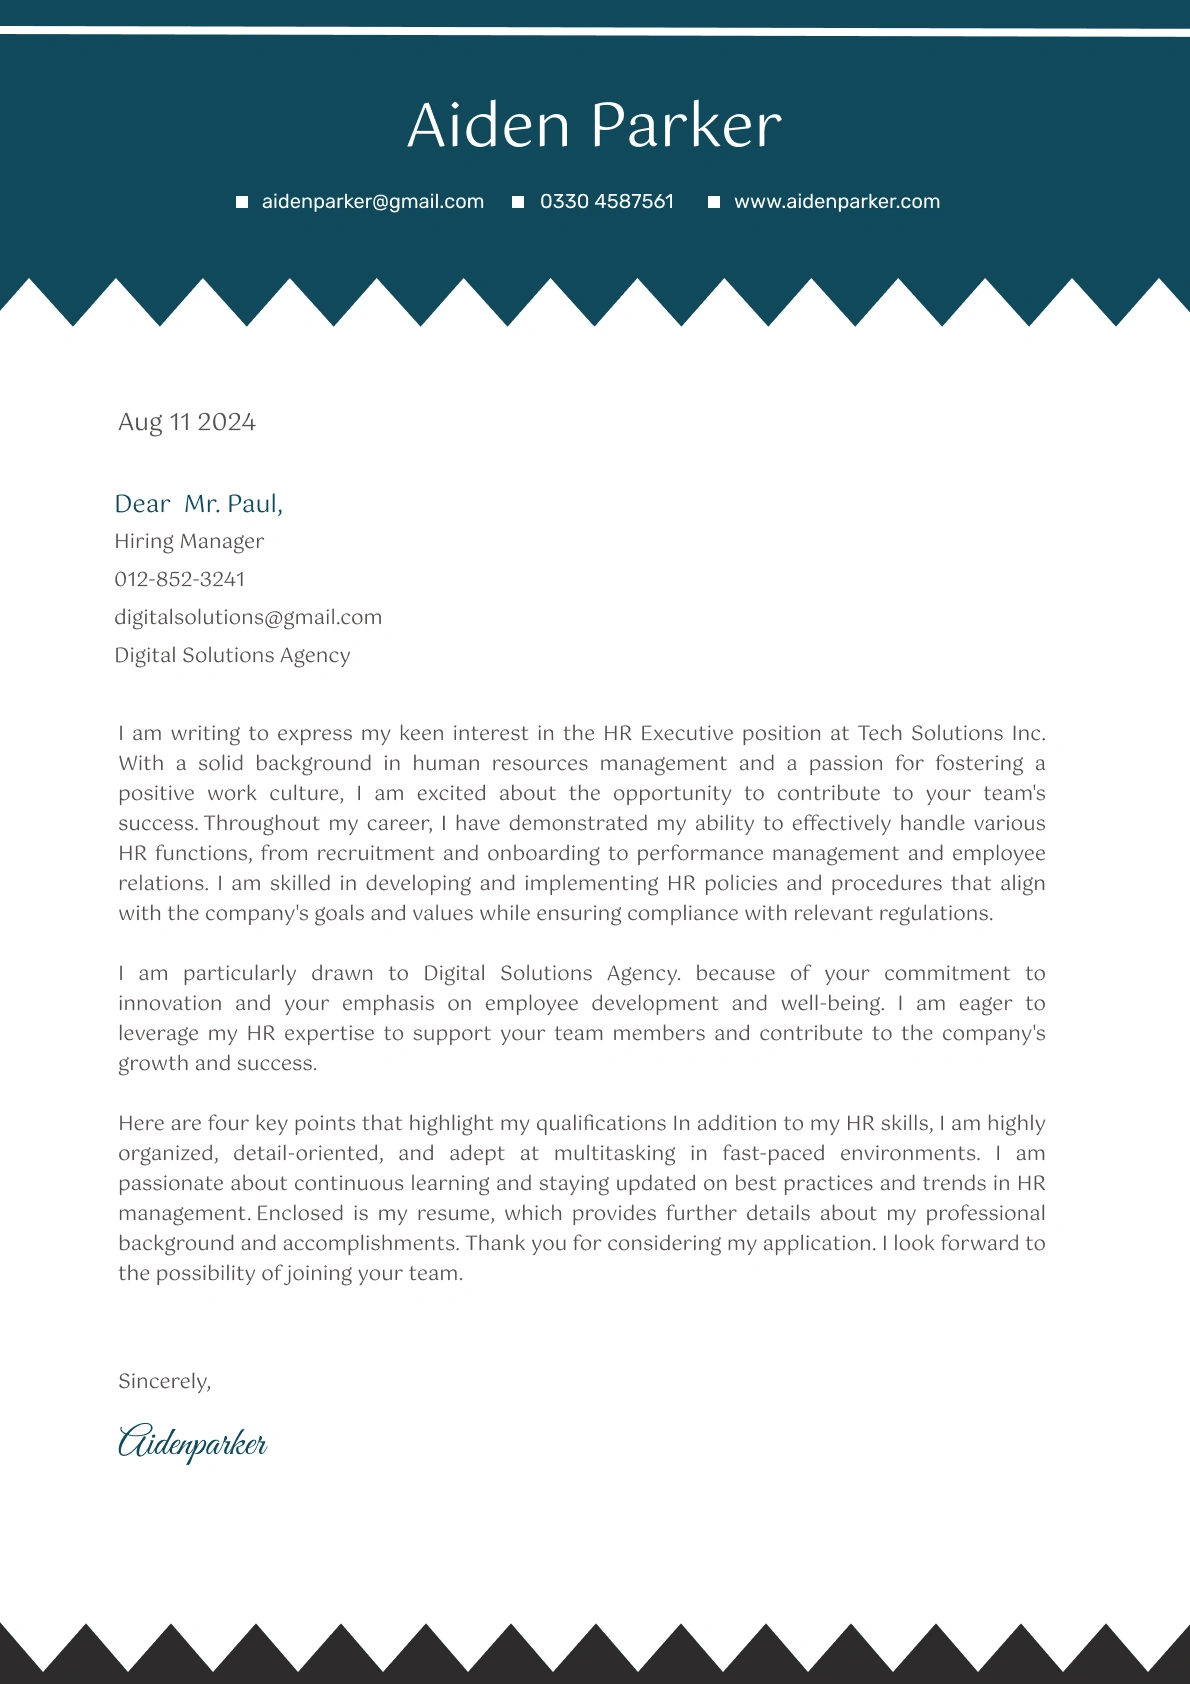 Aiden Parker
aidenparker@gmail.com 0330 4587561 www.aidenparker.com
Aug 11 2024
Dear Mr. Paul,
Hiring Manager
012-852-3241
digitalsolutions@gmail.com
Digital Solutions Agency
I am writing to express my keen interest in the HR Executive position at Tech Solutions Inc.
With a solid background in human resources management and a passion for fostering a
positive work culture, I am excited about the opportunity to contribute to your team's
success. Throughout my career, I have demonstrated my ability to effectively handle various
HR functions, from recruitment and onboarding to performance management and employee
relations. I am skilled in developing and implementing HR policies and procedures that align
with the company's goals and values while ensuring compliance with relevant regulations.
I am particularly drawn to Digital Solutions Agency. because of your commitment to
innovation and your emphasis on employee development and well-being. I am eager to
leverage my HR expertise to support your team members and contribute to the company's
growth and success.
Here are four key points that highlight my qualifications In addition to my HR skills, I am highly
organized, detail-oriented, and adept at multitasking in fast-paced environments. I am
passionate about continuous learning and staying updated on best practices and trends in HR
management. Enclosed is my resume, which provides further details about my professional
background and accomplishments. Thank you for considering my application. I look forward to
the possibility of joining your team.
Sincerely,
Aidenparker